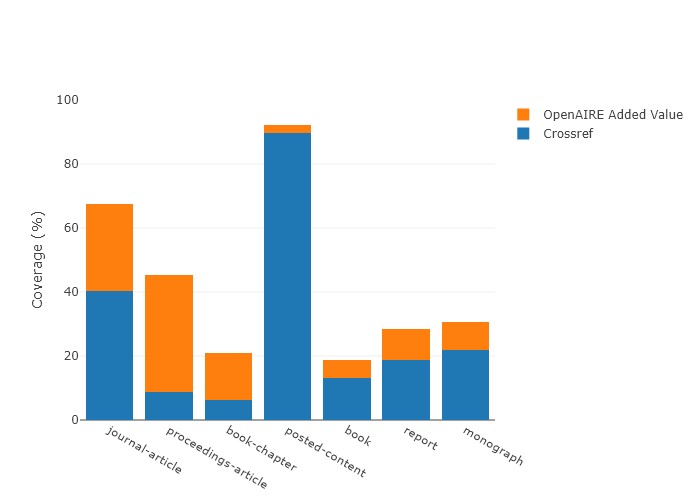 100
80
60
40
20
0
Coverage (%)
journal-article
proceedings-article
book-chapter
posted-content
book
report
monograph
OpenAIRE Added Value
Crossref